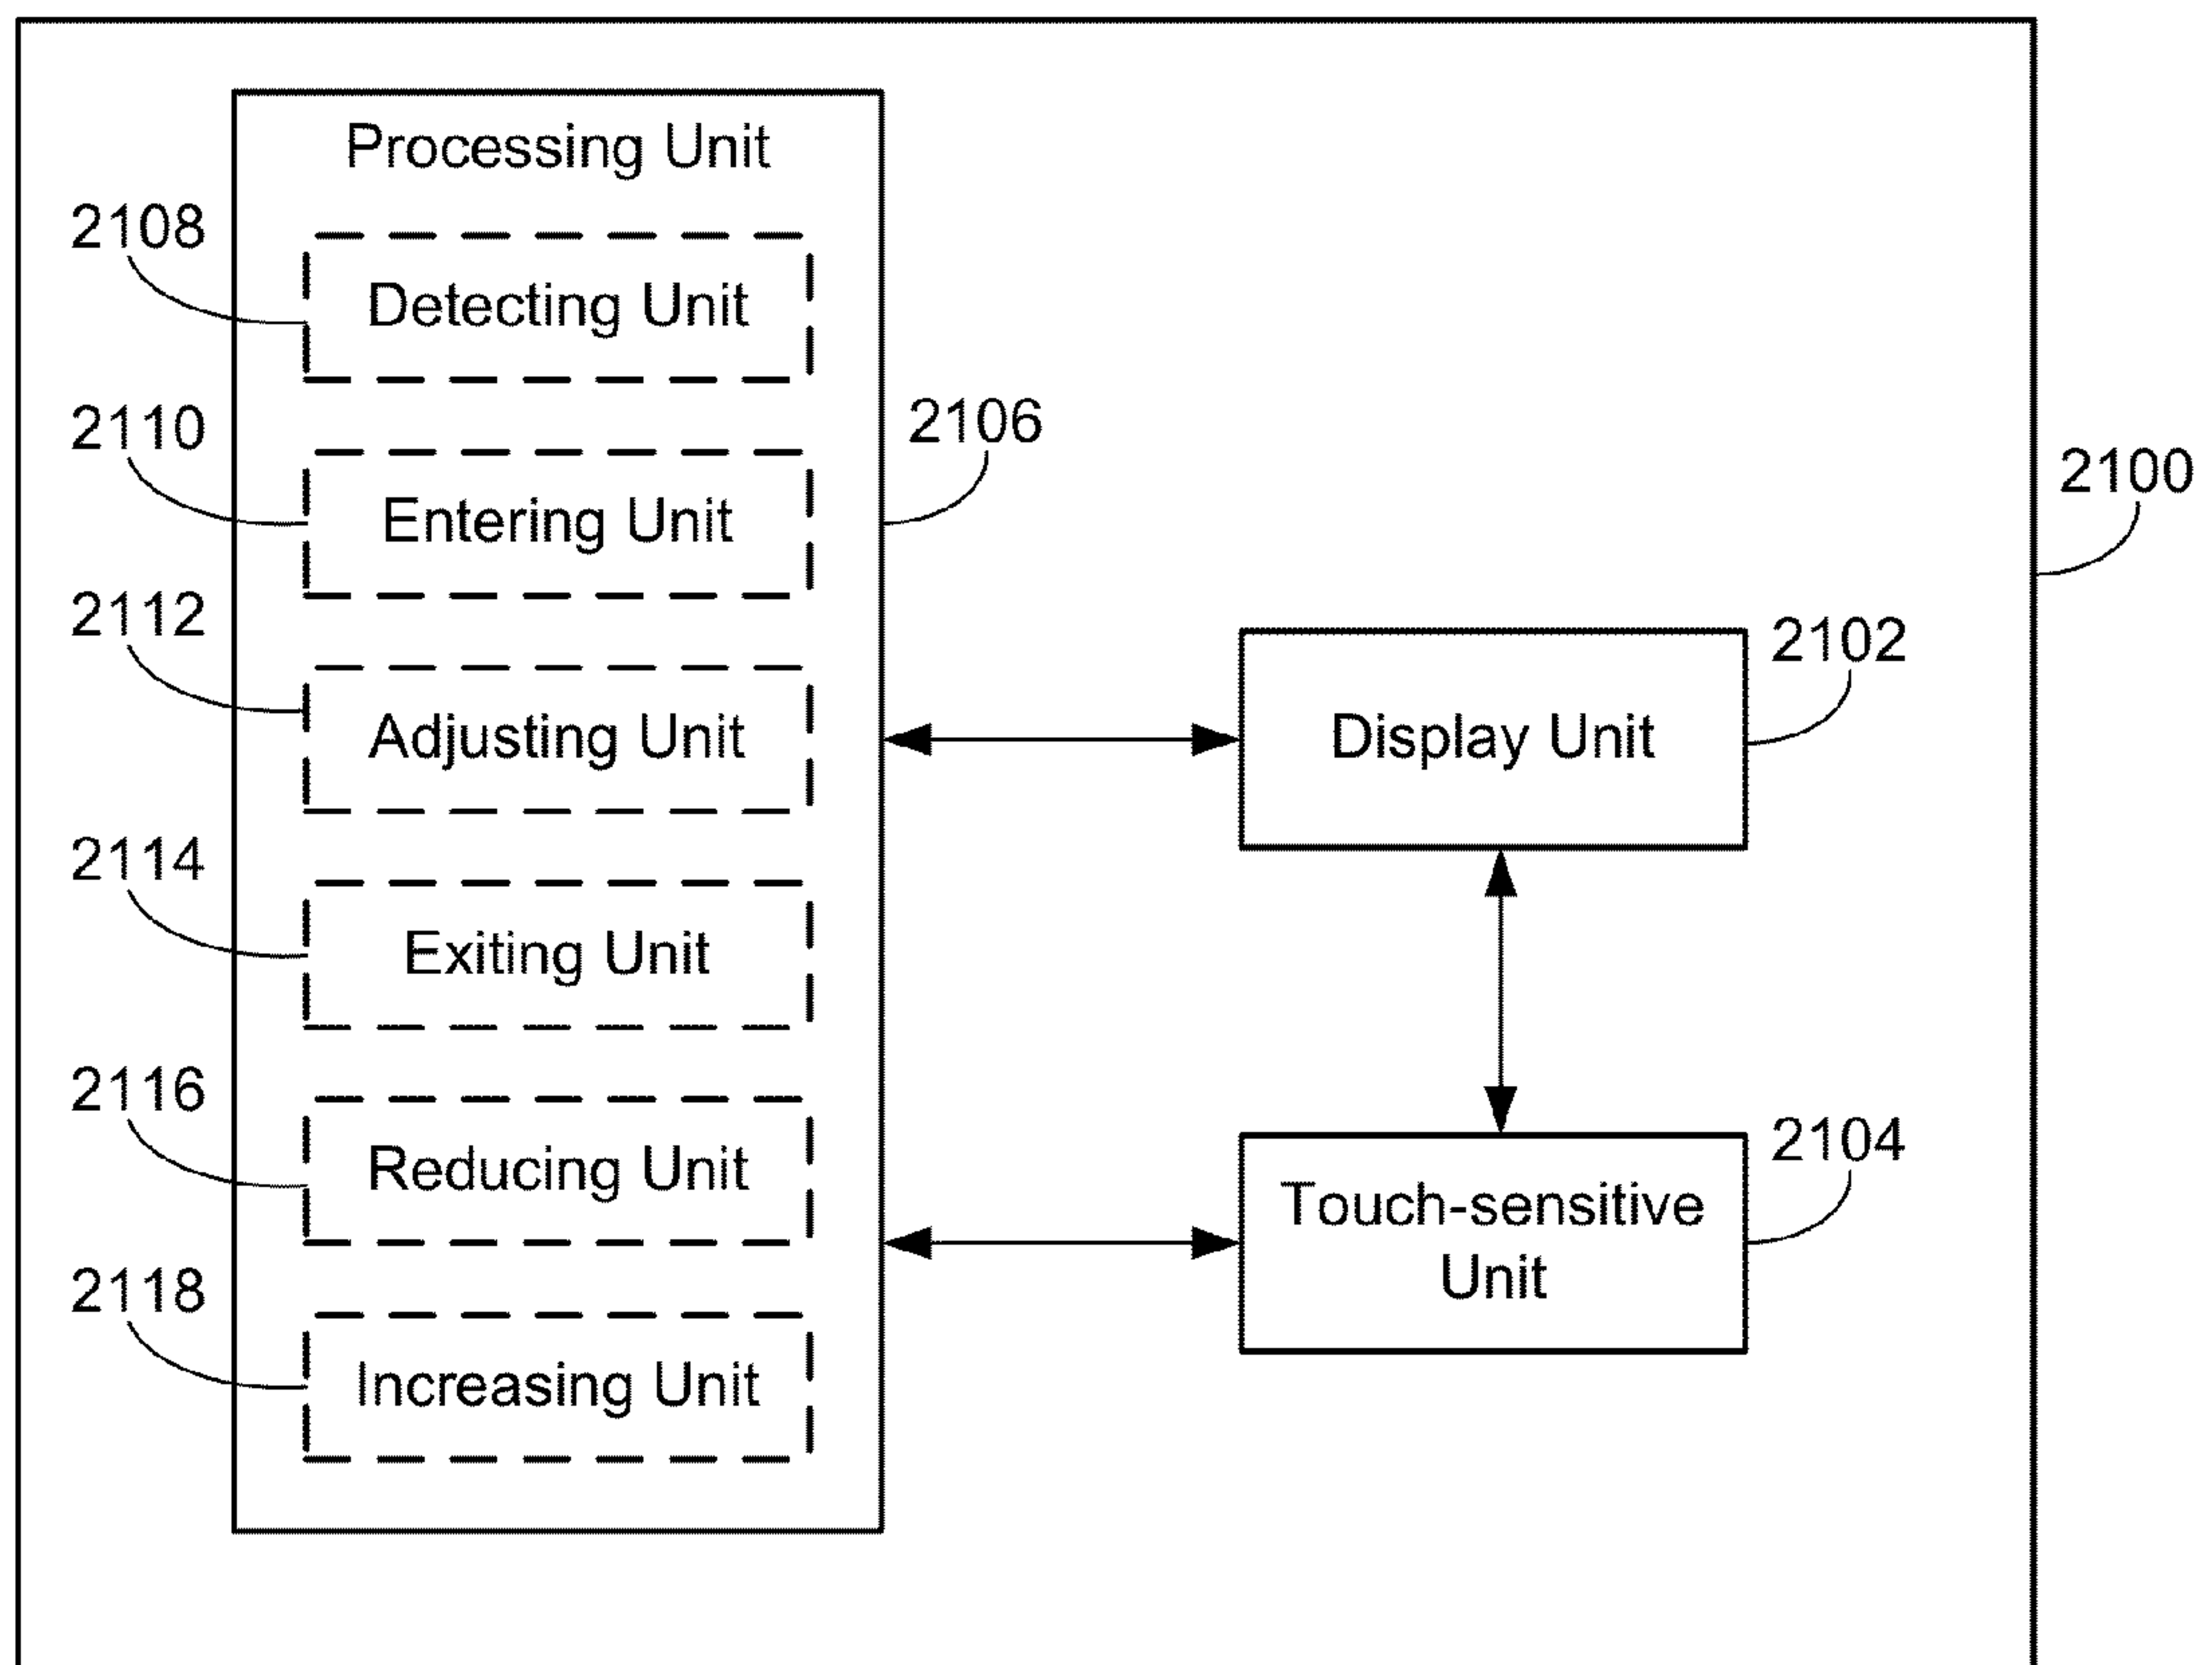 Processing Unit
2108
Detecting Unit
2110
Entering Unit
2106
2100
2112
Adjusting Unit
2102
Display Unit
2114
Exiting Unit
2116
Reducing Unit
2104
Touch-sensitive
Unit
2118
Increasing Unit